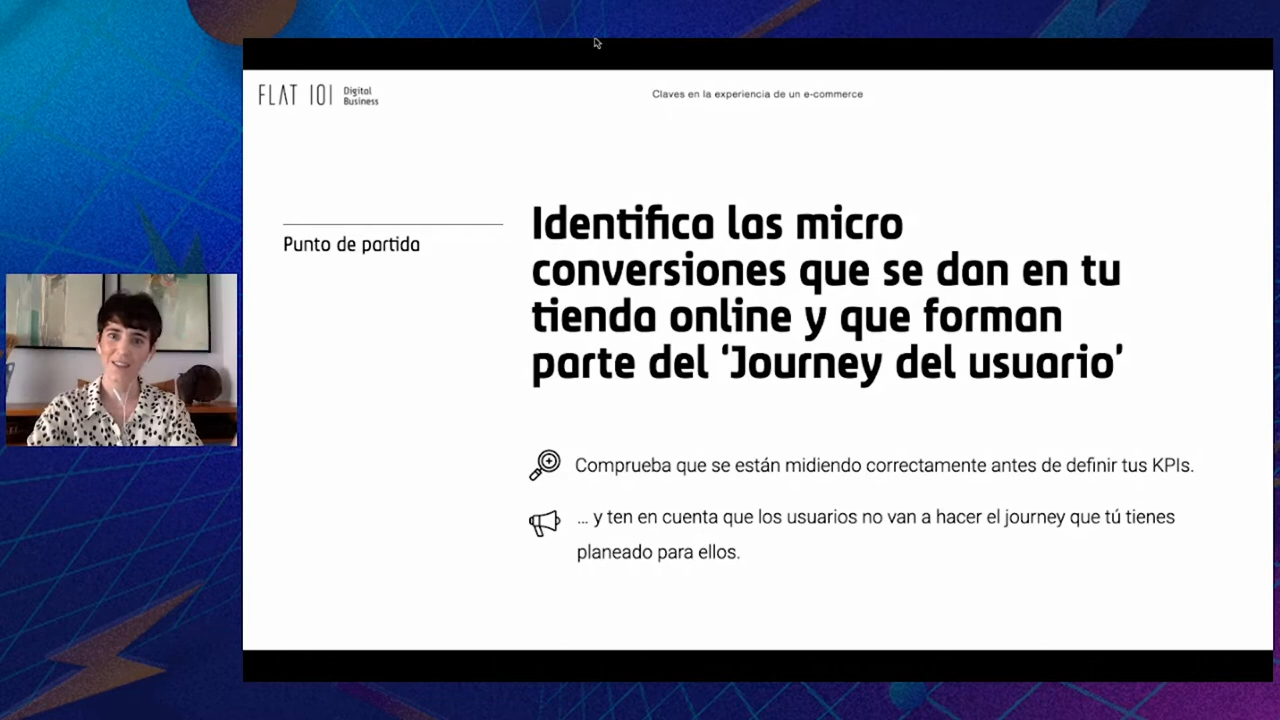 FLAT 101
Digital
Business
Claves en la experiencia de un e-commerce
Punto de partida
Identifica las micro
conversiones que se dan en tu
tienda online y que forman
parte del ‘Journey del usuario’
Comprueba que se están midiendo correctamente antes de definir tus KPIs.
... y ten en cuenta que los usuarios no van a hacer el journey que tú tienes
planeado para ellos.